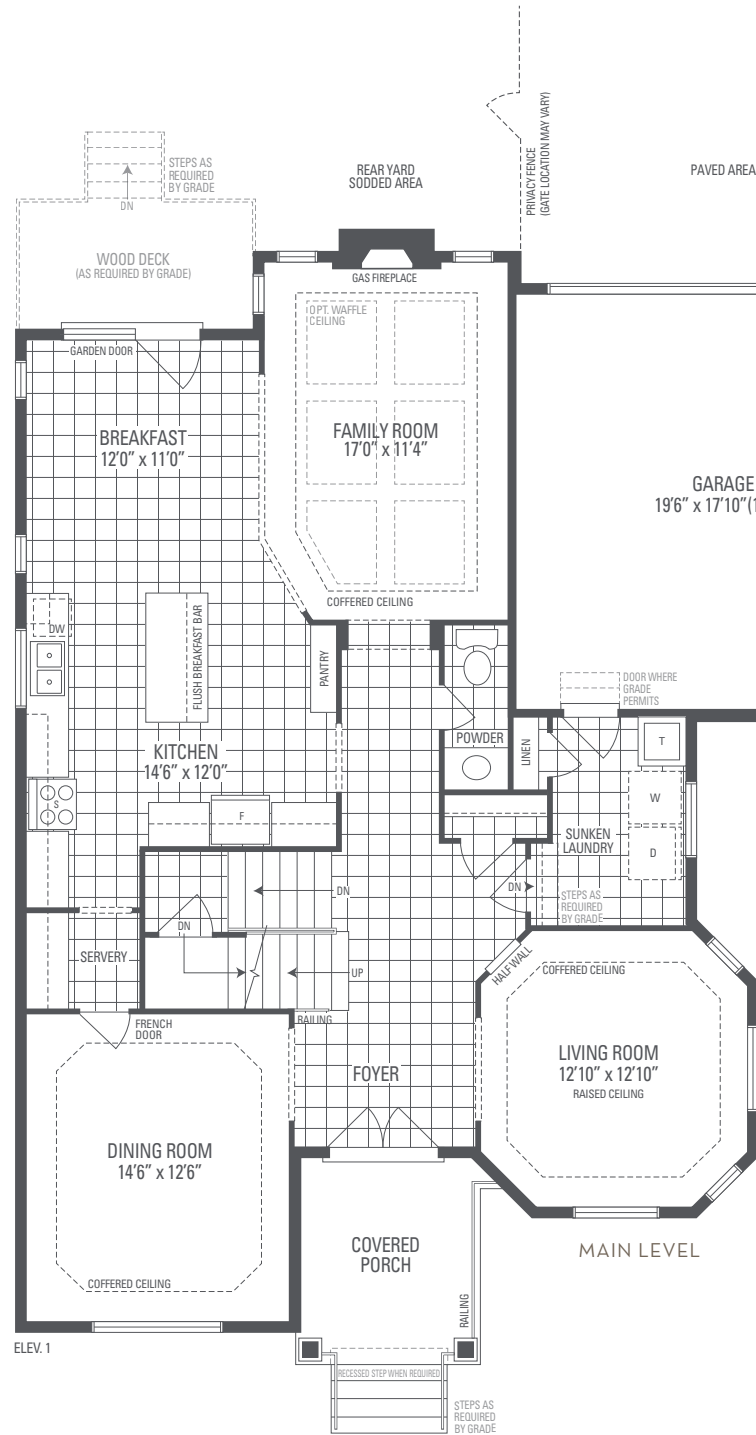 PRIVACY FENCE
(GATE LOCATION MAY VARY)
STEPS AS
REQUIRED
BY GRADE
REAR YARD
SODDED AREA
PAVED AREA
DN
WOOD DECK
(AS REQUIRED BY GRADE)
GAS FIREPLACE
OPT. WAFFLE
CEILING
GARDEN DOOR
BREAKFAST
12'0" x 11'0"
FAMILY ROOM
17'0" x 11'4"
GARAGE
19'6" x 17'10"(1
COFFERED CEILING
DW
FLUSH BREAKFAST BAR
PANTRY
DOOR WHERE
GRADE
PERMITS
POWDER
LINEN
T
KITCHEN
14'6" x 12'0"
S
F
W
SUNKEN
LAUNDRY
D
DN
DN
STEPS AS
REQUIRED
BY GRADE
DN
SERVERY
UP
HALF WALL
COFFERED CEILING
RAILING
FRENCH
DOOR
LIVING ROOM
12'10" x 12'10"
RAISED CEILING
FOYER
DINING ROOM
14'6" x 12'6"
COVERED
PORCH
MAIN LEVEL
COFFERED CEILING
RAILING
ELEV. 1
RECESSED STEP WHEN REQUIRED
STEPS AS
REQUIRED
BY GRADE